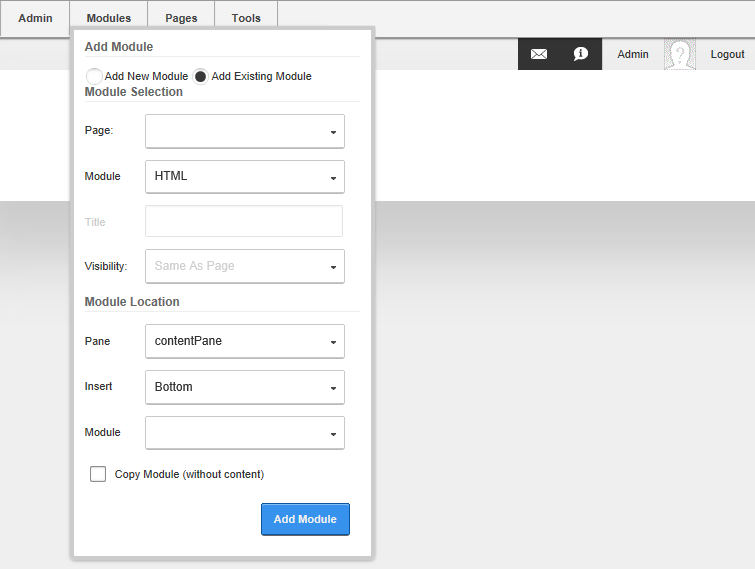 Admin Modules Pages Tools
Add Module
Admin Logout
Add New Module Add Existing Module
Module Selection
Page:
Module HTML
Title
Visibility: Same As Page
Module Location
Pane contentPane
Insert Bottom
Module
Copy Module (without content)
Add Module